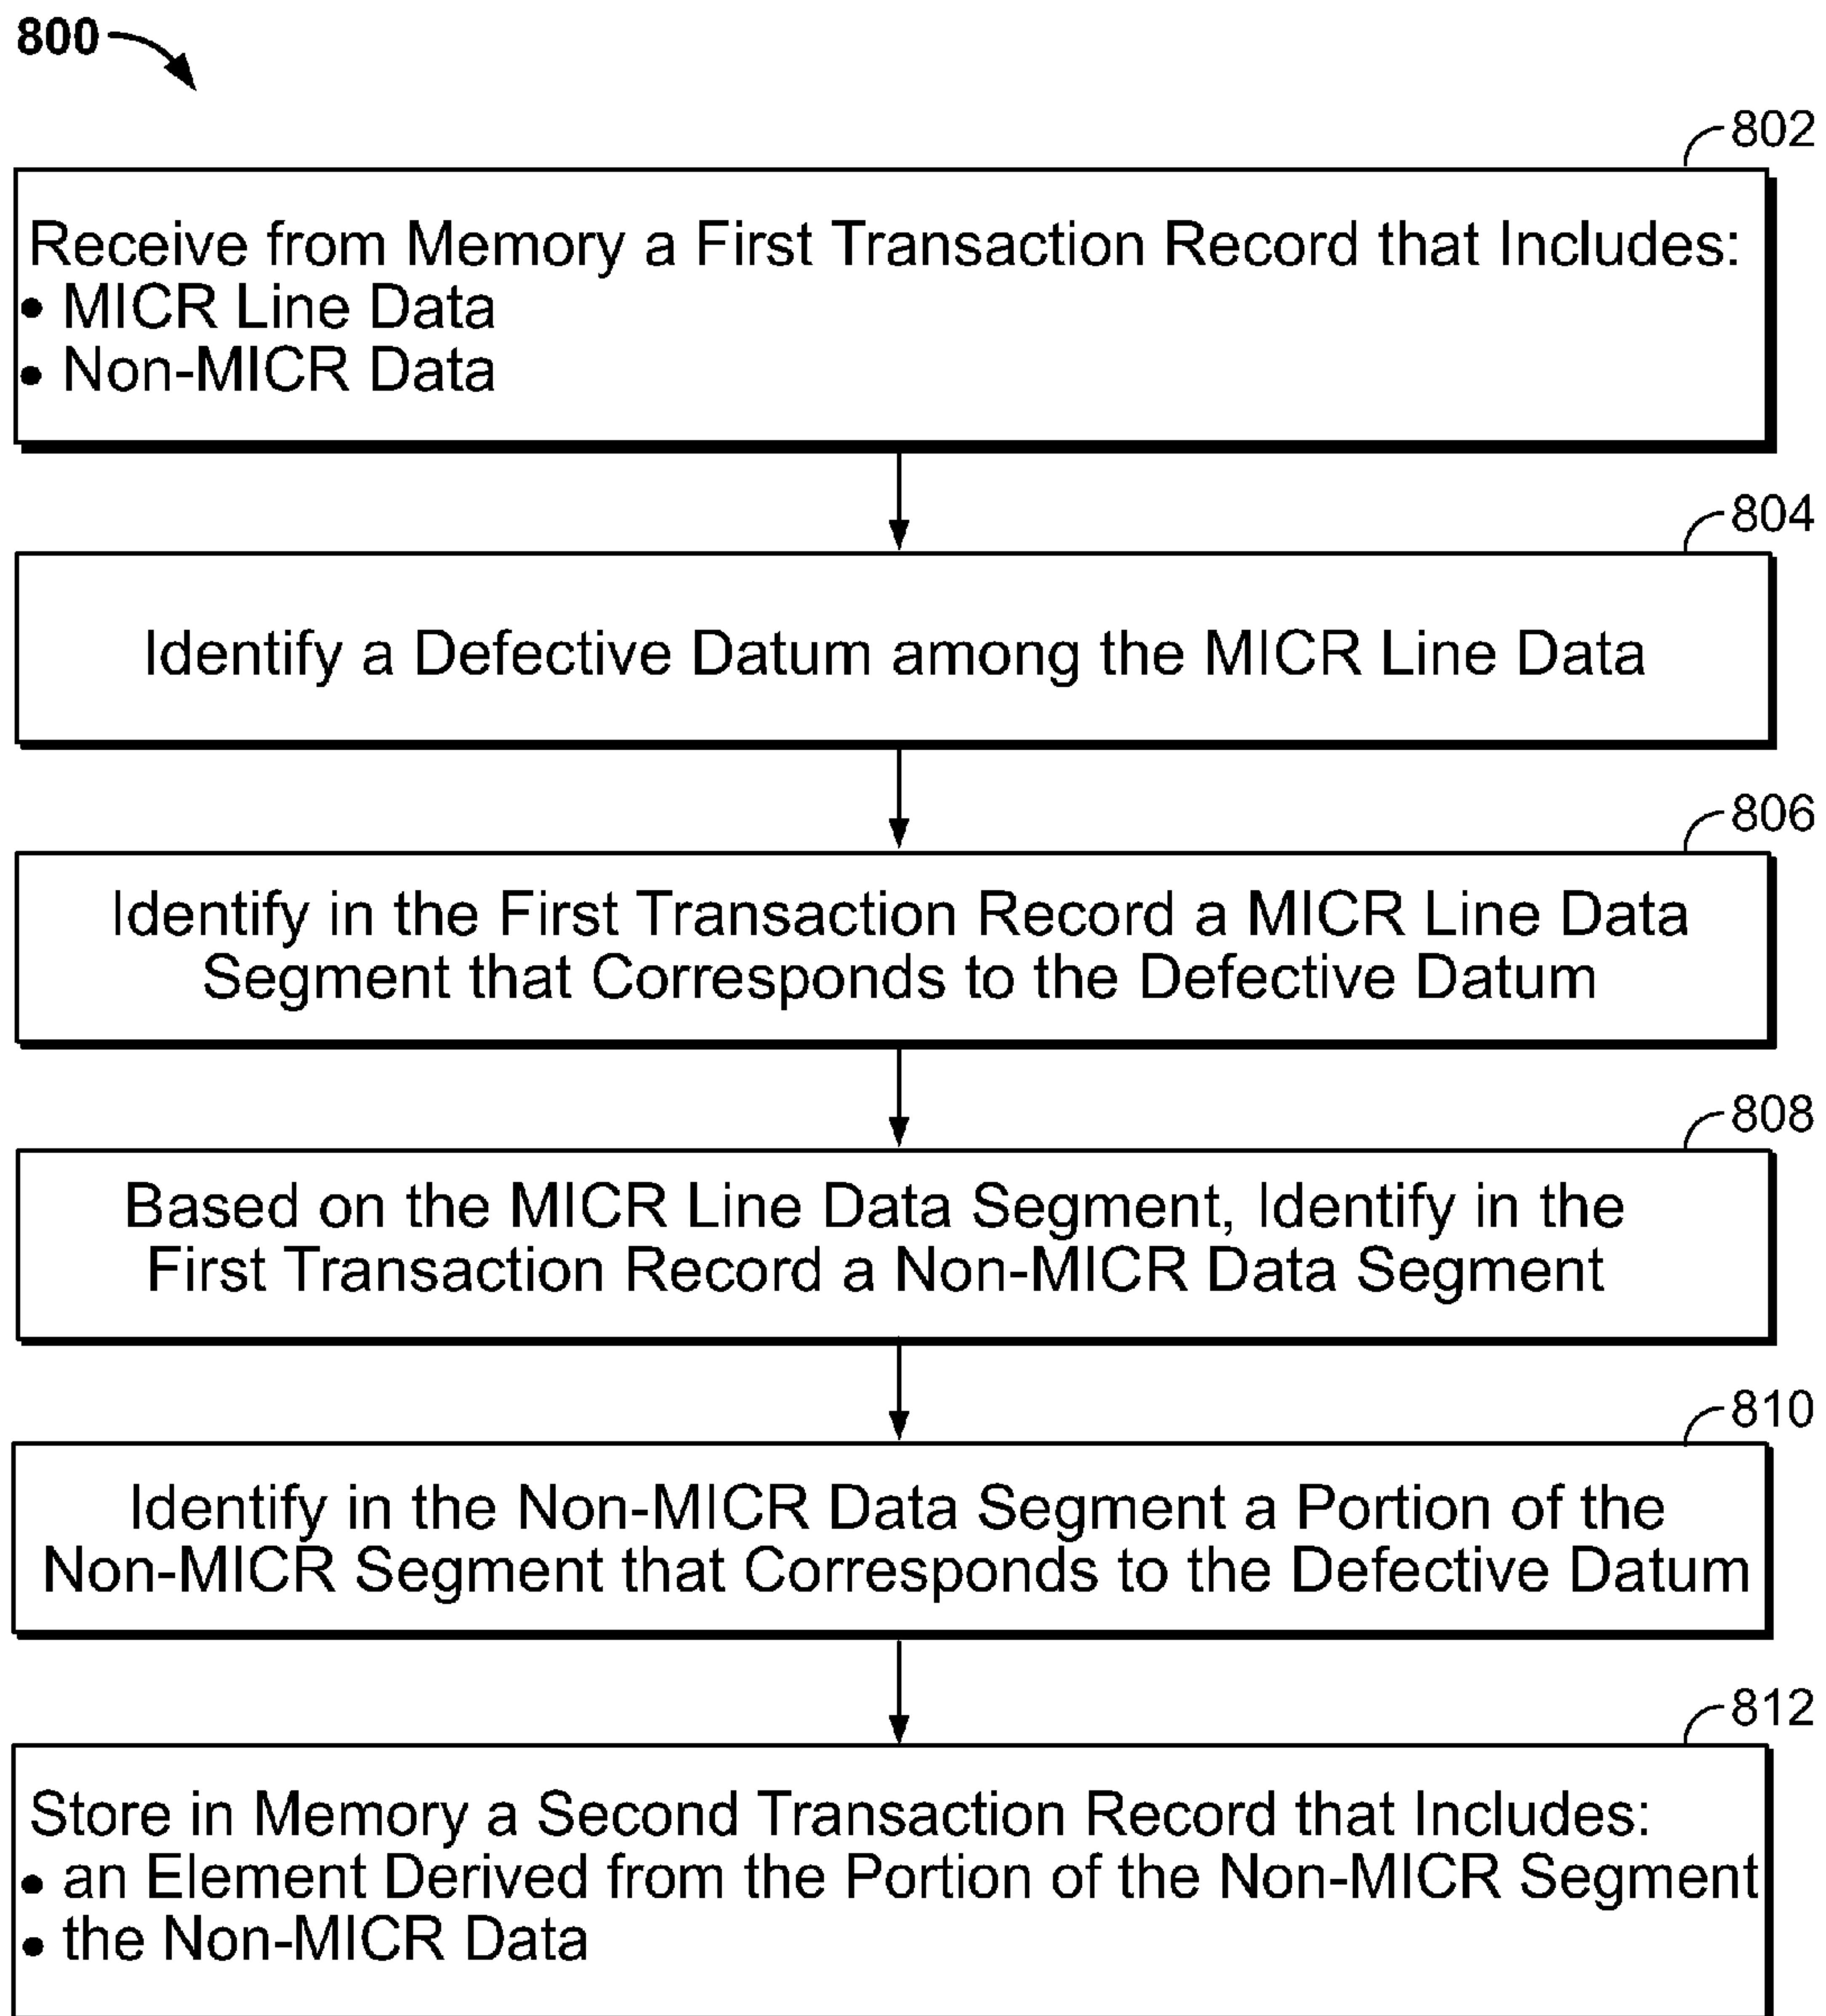 800
802
Receive from Memory a First Transaction Record that Includes:
• MICR Line Data
• Non-MICR Data
804
Identify a Defective Datum among the MICR Line Data
806
Identify in the First Transaction Record a MICR Line Data
Segment that Corresponds to the Defective Datum
808
Based on the MICR Line Data Segment, Identify in the
First Transaction Record a Non-MICR Data Segment
810
Identify in the Non-MICR Data Segment a Portion of the
Non-MICR Segment that Corresponds to the Defective Datum
812
Store in Memory a Second Transaction Record that Includes:
• an Element Derived from the Portion of the Non-MICR Segment
• the Non-MICR Data